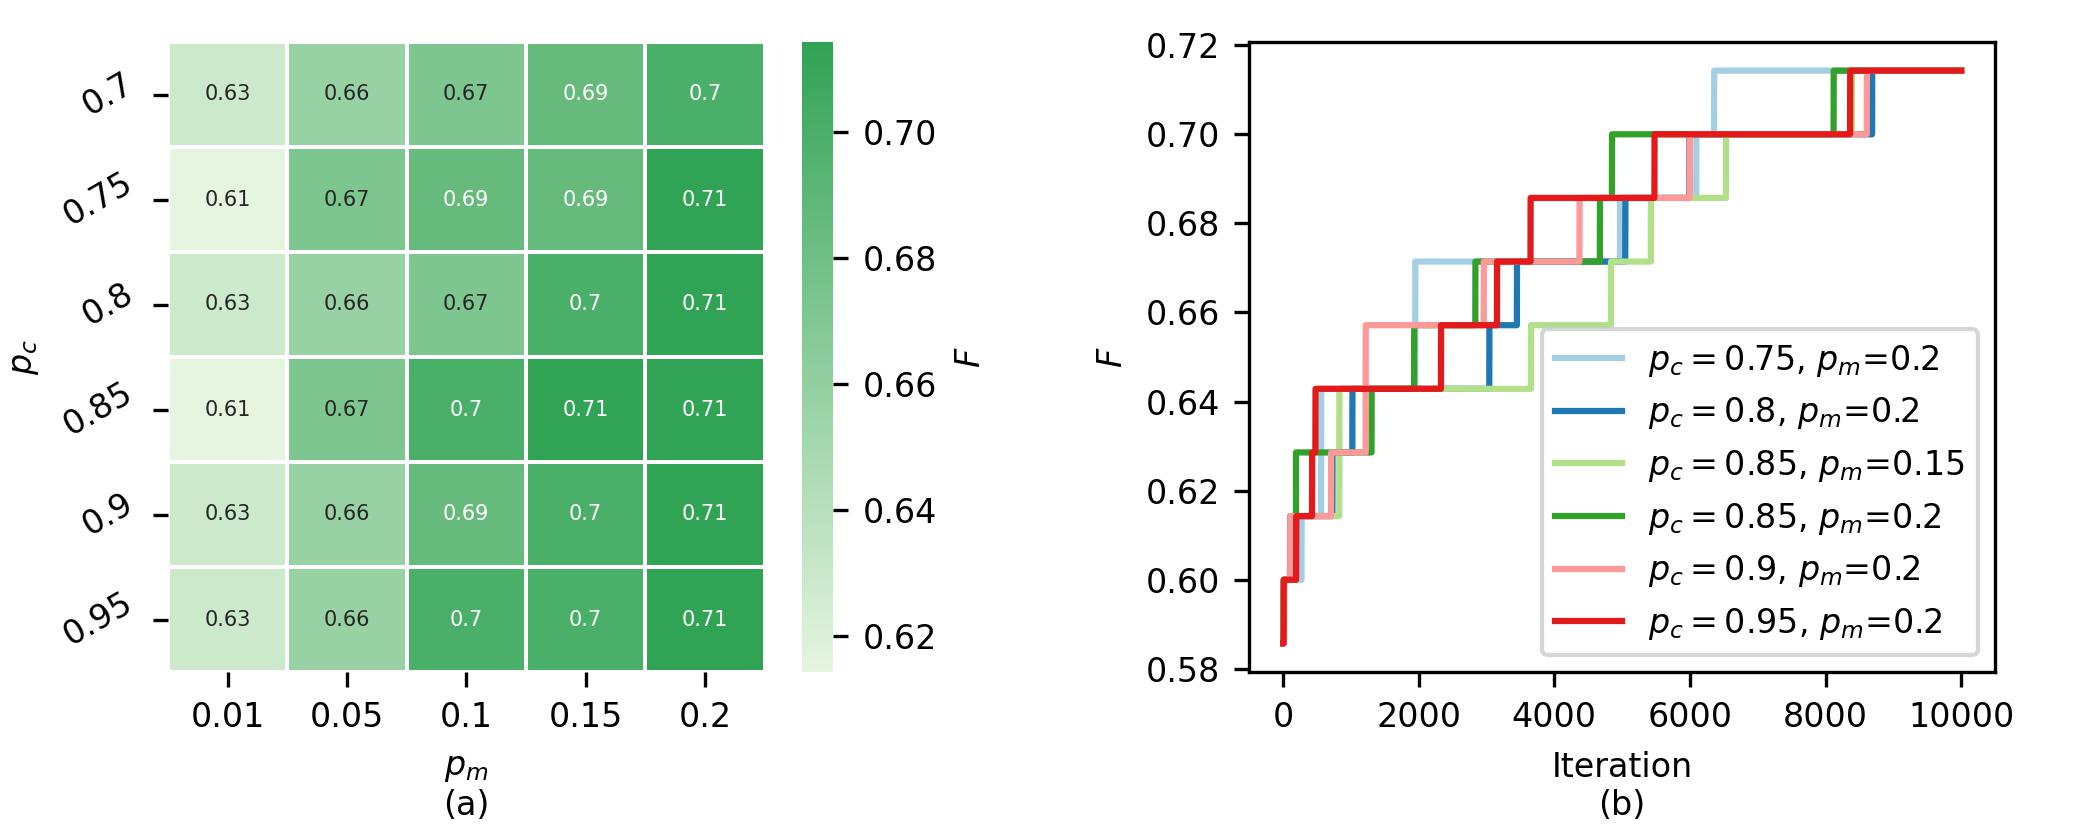 0.7 0.63 0.66 0.67 0.69 0.7
0.75 0.61 0.67 0.69 0.69 0.71
0.8 0.63 0.66 0.67 0.7 0.71
0.85 0.61 0.67 0.7 0.71 0.71
0.9 0.63 0.66 0.69 0.7 0.71
0.95 0.63 0.66 0.7 0.7 0.71
p_c
0.01 0.05 0.1 0.15 0.2
p_m
(a)
0.70
0.68
0.66
0.64
0.62
F
0.72
0.70
0.68
0.66
0.64
0.62
0.60
0.58
F
p_c = 0.75, p_m=0.2
p_c = 0.8, p_m=0.2
p_c = 0.85, p_m=0.15
p_c = 0.85, p_m=0.2
p_c = 0.9, p_m=0.2
p_c = 0.95, p_m=0.2
0 2000 4000 6000 8000 10000
Iteration
(b)